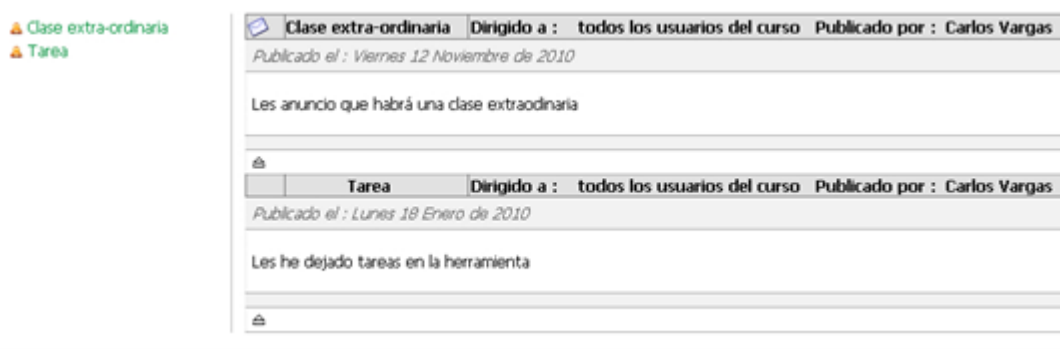 Clase extra-ordinaria
Tarea
Clase extra-ordinaria Dirigido a : todos los usuarios del curso Publicado por : Carlos Vargas
Publicado el : Viernes 12 Noviembre de 2010
Les anuncio que habrá una clase extraodinaria
Tarea Dirigido a : todos los usuarios del curso Publicado por : Carlos Vargas
Publicado el : Lunes 18 Enero de 2010
Les he dejado tareas en la herramienta